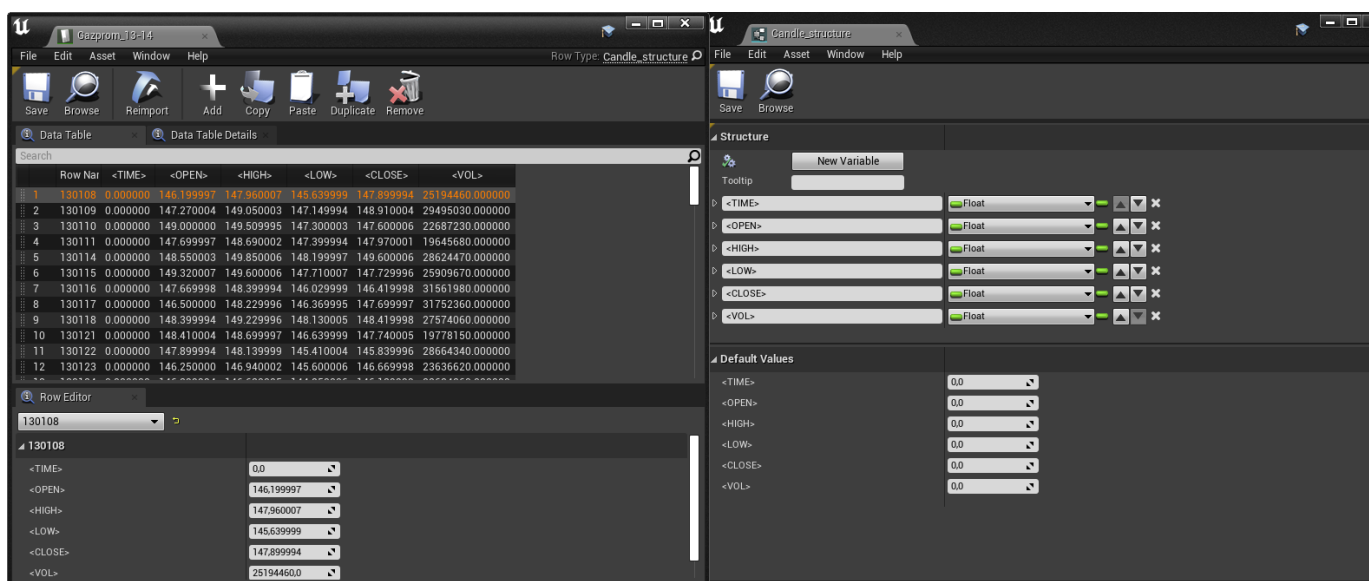 Gazprom_13-14
File Edit Asset Window Help
Row Type: Candle_structure
Save Browse Reimport Add Copy Paste Duplicate Remove
Data Table Data Table Details
Search
Row Nar <TIME> <OPEN> <HIGH> <LOW> <CLOSE> <VOL>
1 130108 0.000000 146.199997 147.960007 145.639999 147.899994 25194460.000000
2 130109 0.000000 147.270004 149.050003 147.149994 148.910004 29495030.000000
3 130110 0.000000 149.000000 149.509995 147.300003 147.600006 22687230.000000
4 130111 0.000000 147.699997 148.690002 147.399994 147.970001 19645680.000000
5 130114 0.000000 148.550003 149.850006 148.199997 149.600006 28624470.000000
6 130115 0.000000 149.320007 149.600006 147.710007 147.729996 25909670.000000
7 130116 0.000000 147.669998 148.399994 146.029999 146.419998 31561980.000000
8 130117 0.000000 146.500000 148.229996 146.369995 147.699997 31752360.000000
9 130118 0.000000 148.399994 149.229996 148.130005 148.419998 27574060.000000
10 130121 0.000000 148.410004 148.699997 146.639999 147.740005 19778150.000000
11 130122 0.000000 147.899994 148.139999 145.410004 145.839996 28664340.000000
12 130123 0.000000 146.250000 146.940002 145.600006 146.669998 23636620.000000
Row Editor
130108
130108
<TIME> 0,0
<OPEN> 146,199997
<HIGH> 147,960007
<LOW> 145,639999
<CLOSE> 147,899994
<VOL> 25194460,0
Candle_structure
File Edit Asset Window Help
Save Browse
Structure
New Variable
Tooltip
<TIME> Float
<OPEN> Float
<HIGH> Float
<LOW> Float
<CLOSE> Float
<VOL> Float
Default Values
<TIME> 0,0
<OPEN> 0,0
<HIGH> 0,0
<LOW> 0,0
<CLOSE> 0,0
<VOL> 0,0